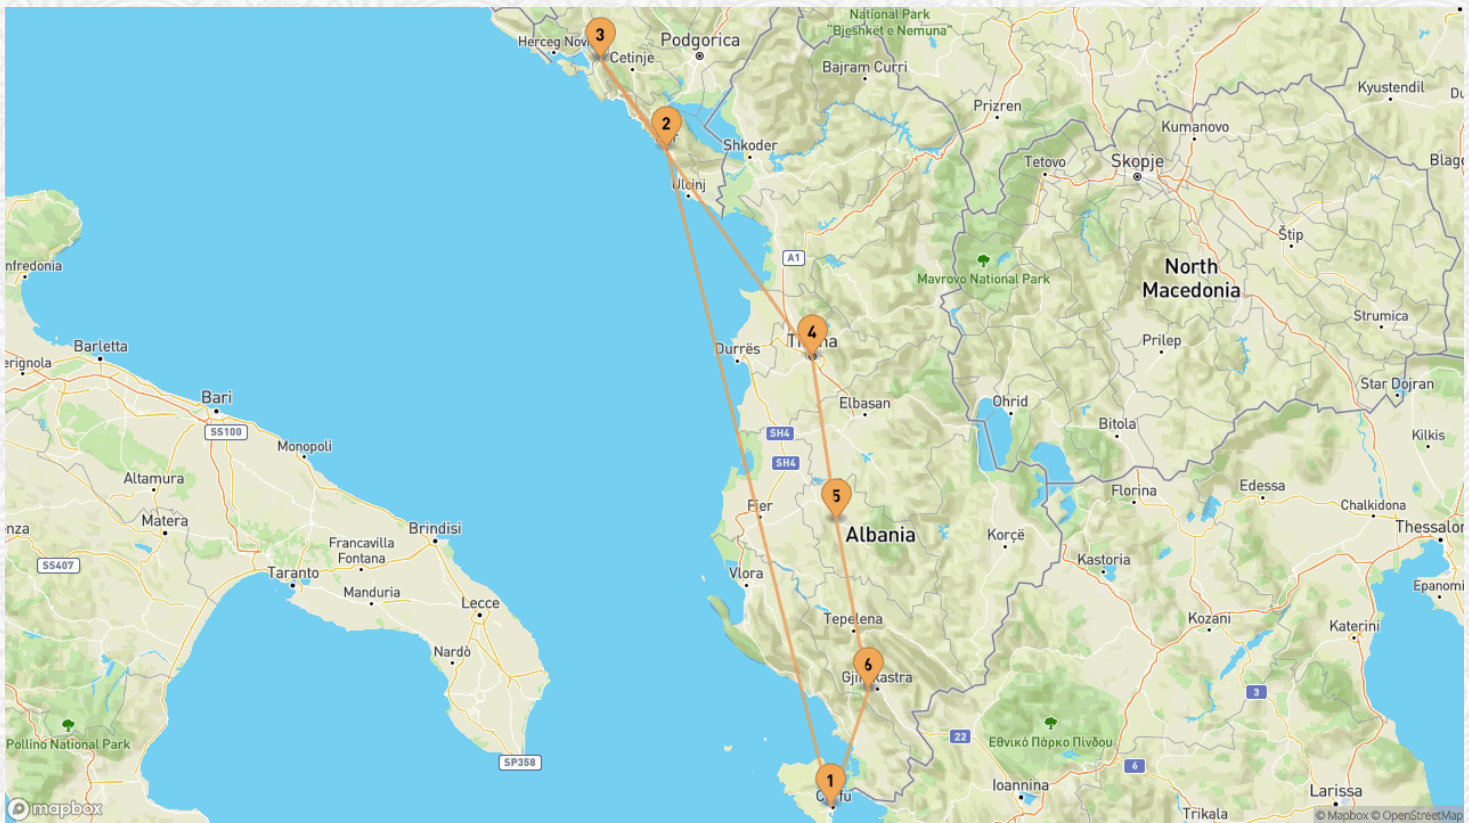 National Park
"Bjeshkët e Nemuna"
3
Herceg Novi
Cetinje
Podgorica
Bajram Curri
Kyustendil
Prizren
2
Kumanovo
Shkoder
Tetovo
Skopje
Ulcinj
Štip
A1
nfredonia
Mavrovo National Park
North
Macedonia
Strumica
4
Durrës
Prilep
Barletta
erignola
Star Dojran
Bari
Elbasan
Ohrid
Bitola
SS100
SH4
Kilkis
Monopoli
SH4
Altamura
5
Florina
Edessa
Chalkidona
Fier
Matera
enza
Brindisi
Albania
Korçë
Thessalor
Francavilla
Fontana
Kastoria
SS407
Taranto
Vlora
Epanomi
Manduria
Lecce
Tepelena
Kozani
Katerini
Nardò
6
3
Pollino National Park
22
Εθνικό Πάρκο Πίνδου
SP358
6
1
Ioannina
Larissa
mapbox
Trikala
© Mapbox © OpenStreetMap